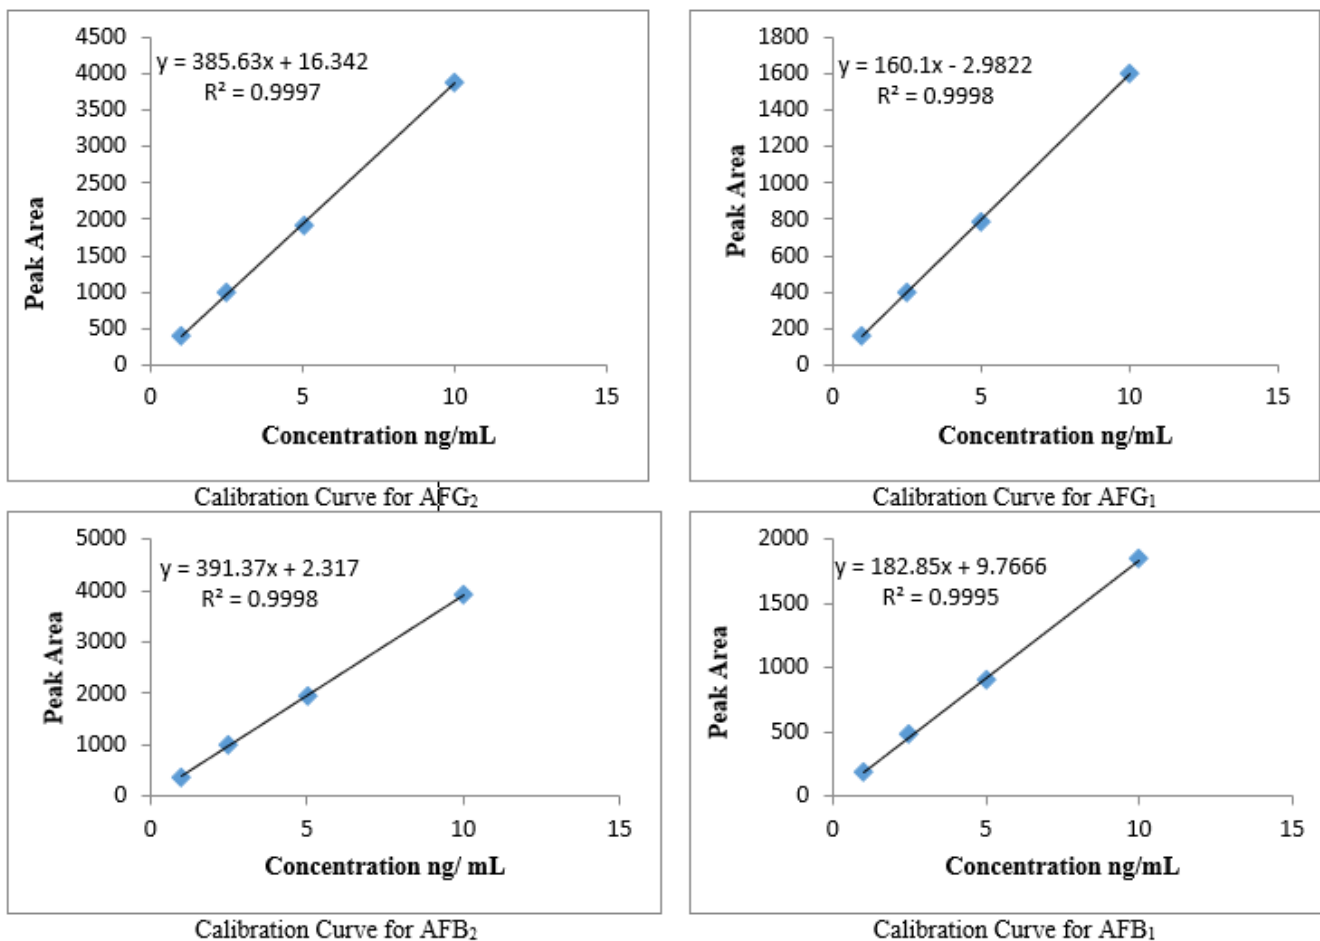 4500
4000
3500
3000
2500
2000
1500
1000
500
0
y = 385.63x + 16.342
R² = 0.9997
Peak Area
0 5 10 15
Concentration ng/mL
Calibration Curve for AFG₂
1800
1600
1400
1200
1000
800
600
400
200
0
y = 160.1x - 2.9822
R² = 0.9998
Peak Area
0 5 10 15
Concentration ng/mL
Calibration Curve for AFG₁
5000
4000
3000
2000
1000
0
y = 391.37x + 2.317
R² = 0.9998
Peak Area
0 5 10 15
Concentration ng/ mL
Calibration Curve for AFB₂
2000
1500
1000
500
0
y = 182.85x + 9.7666
R² = 0.9995
Peak Area
0 5 10 15
Concentration ng/mL
Calibration Curve for AFB₁